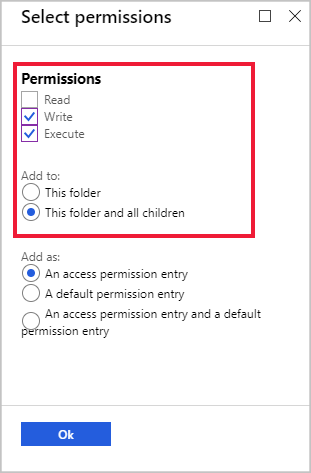 Select permissions
Permissions
Read
Write
Execute
Add to:
This folder
This folder and all children
Add as:
An access permission entry
A default permission entry
An access permission entry and a default
permission entry
Ok